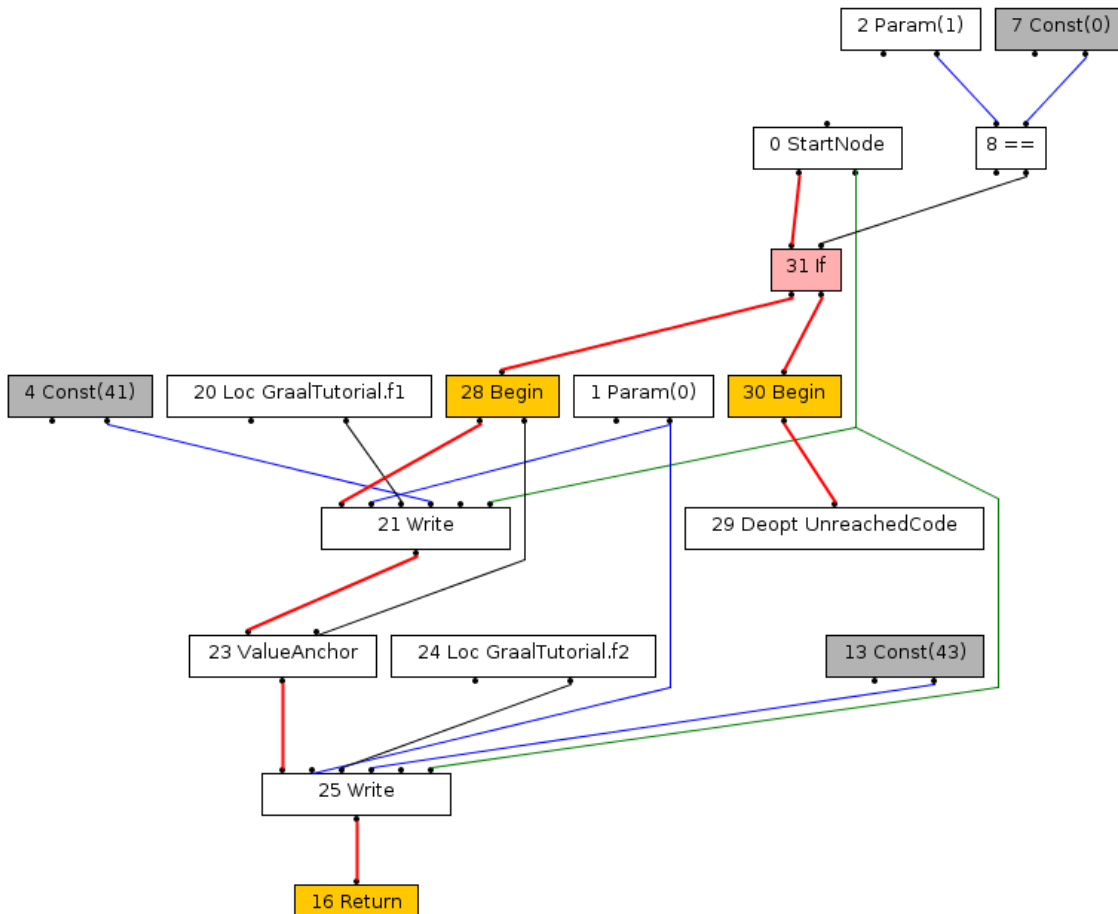 2 Param(1)
7 Const(0)
0 StartNode
8 ==
31 If
4 Const(41)
20 Loc GraalTutorial.f1
28 Begin
1 Param(0)
30 Begin
21 Write
29 Deopt UnreachedCode
23 ValueAnchor
24 Loc GraalTutorial.f2
13 Const(43)
25 Write
16 Return